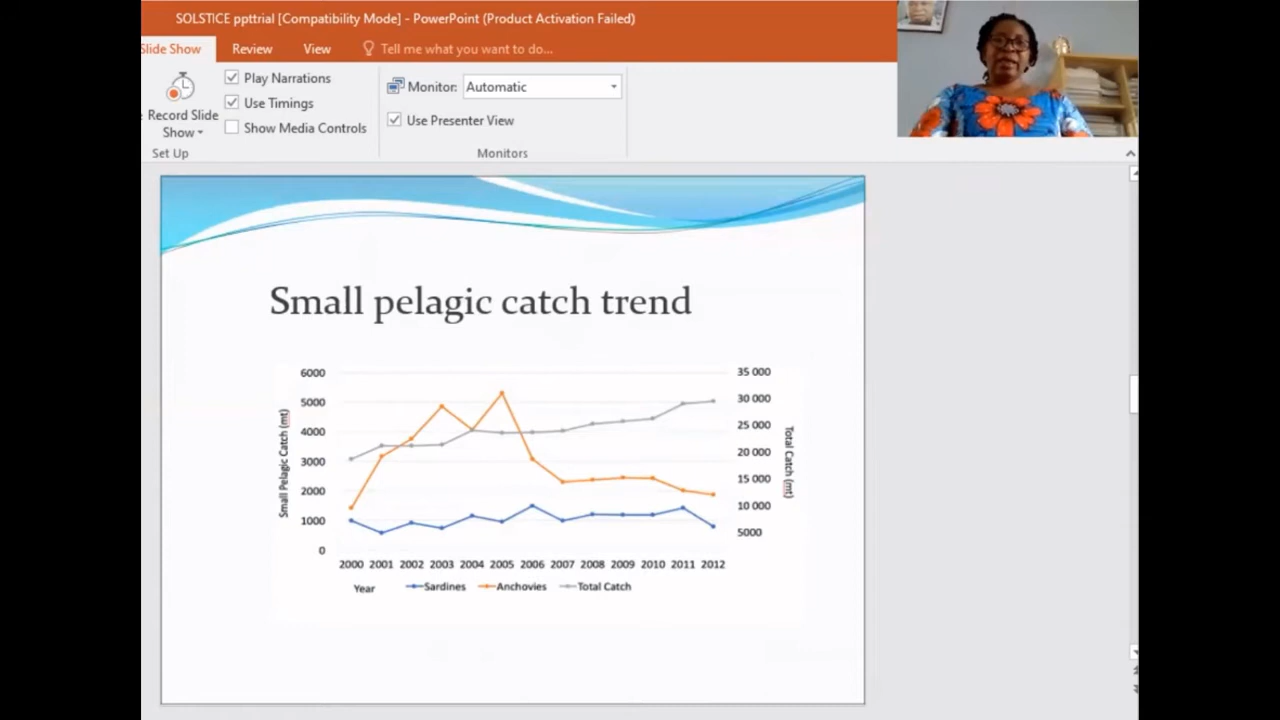 SOLSTICE ppttrial [Compatibility Mode] - PowerPoint (Product Activation Failed)
Slide Show Review View Tell me what you want to do...
Record Slide Show
Play Narrations
Use Timings
Show Media Controls
Set Up
Monitor: Automatic
Use Presenter View
Monitors
Small pelagic catch trend
Small Pelagic Catch (mt)
6000
5000
4000
3000
2000
1000
0
35 000
30 000
25 000
20 000
15 000
10 000
5000
Total Catch (mt)
2000 2001 2002 2003 2004 2005 2006 2007 2008 2009 2010 2011 2012
Year
Sardines Anchovies Total Catch